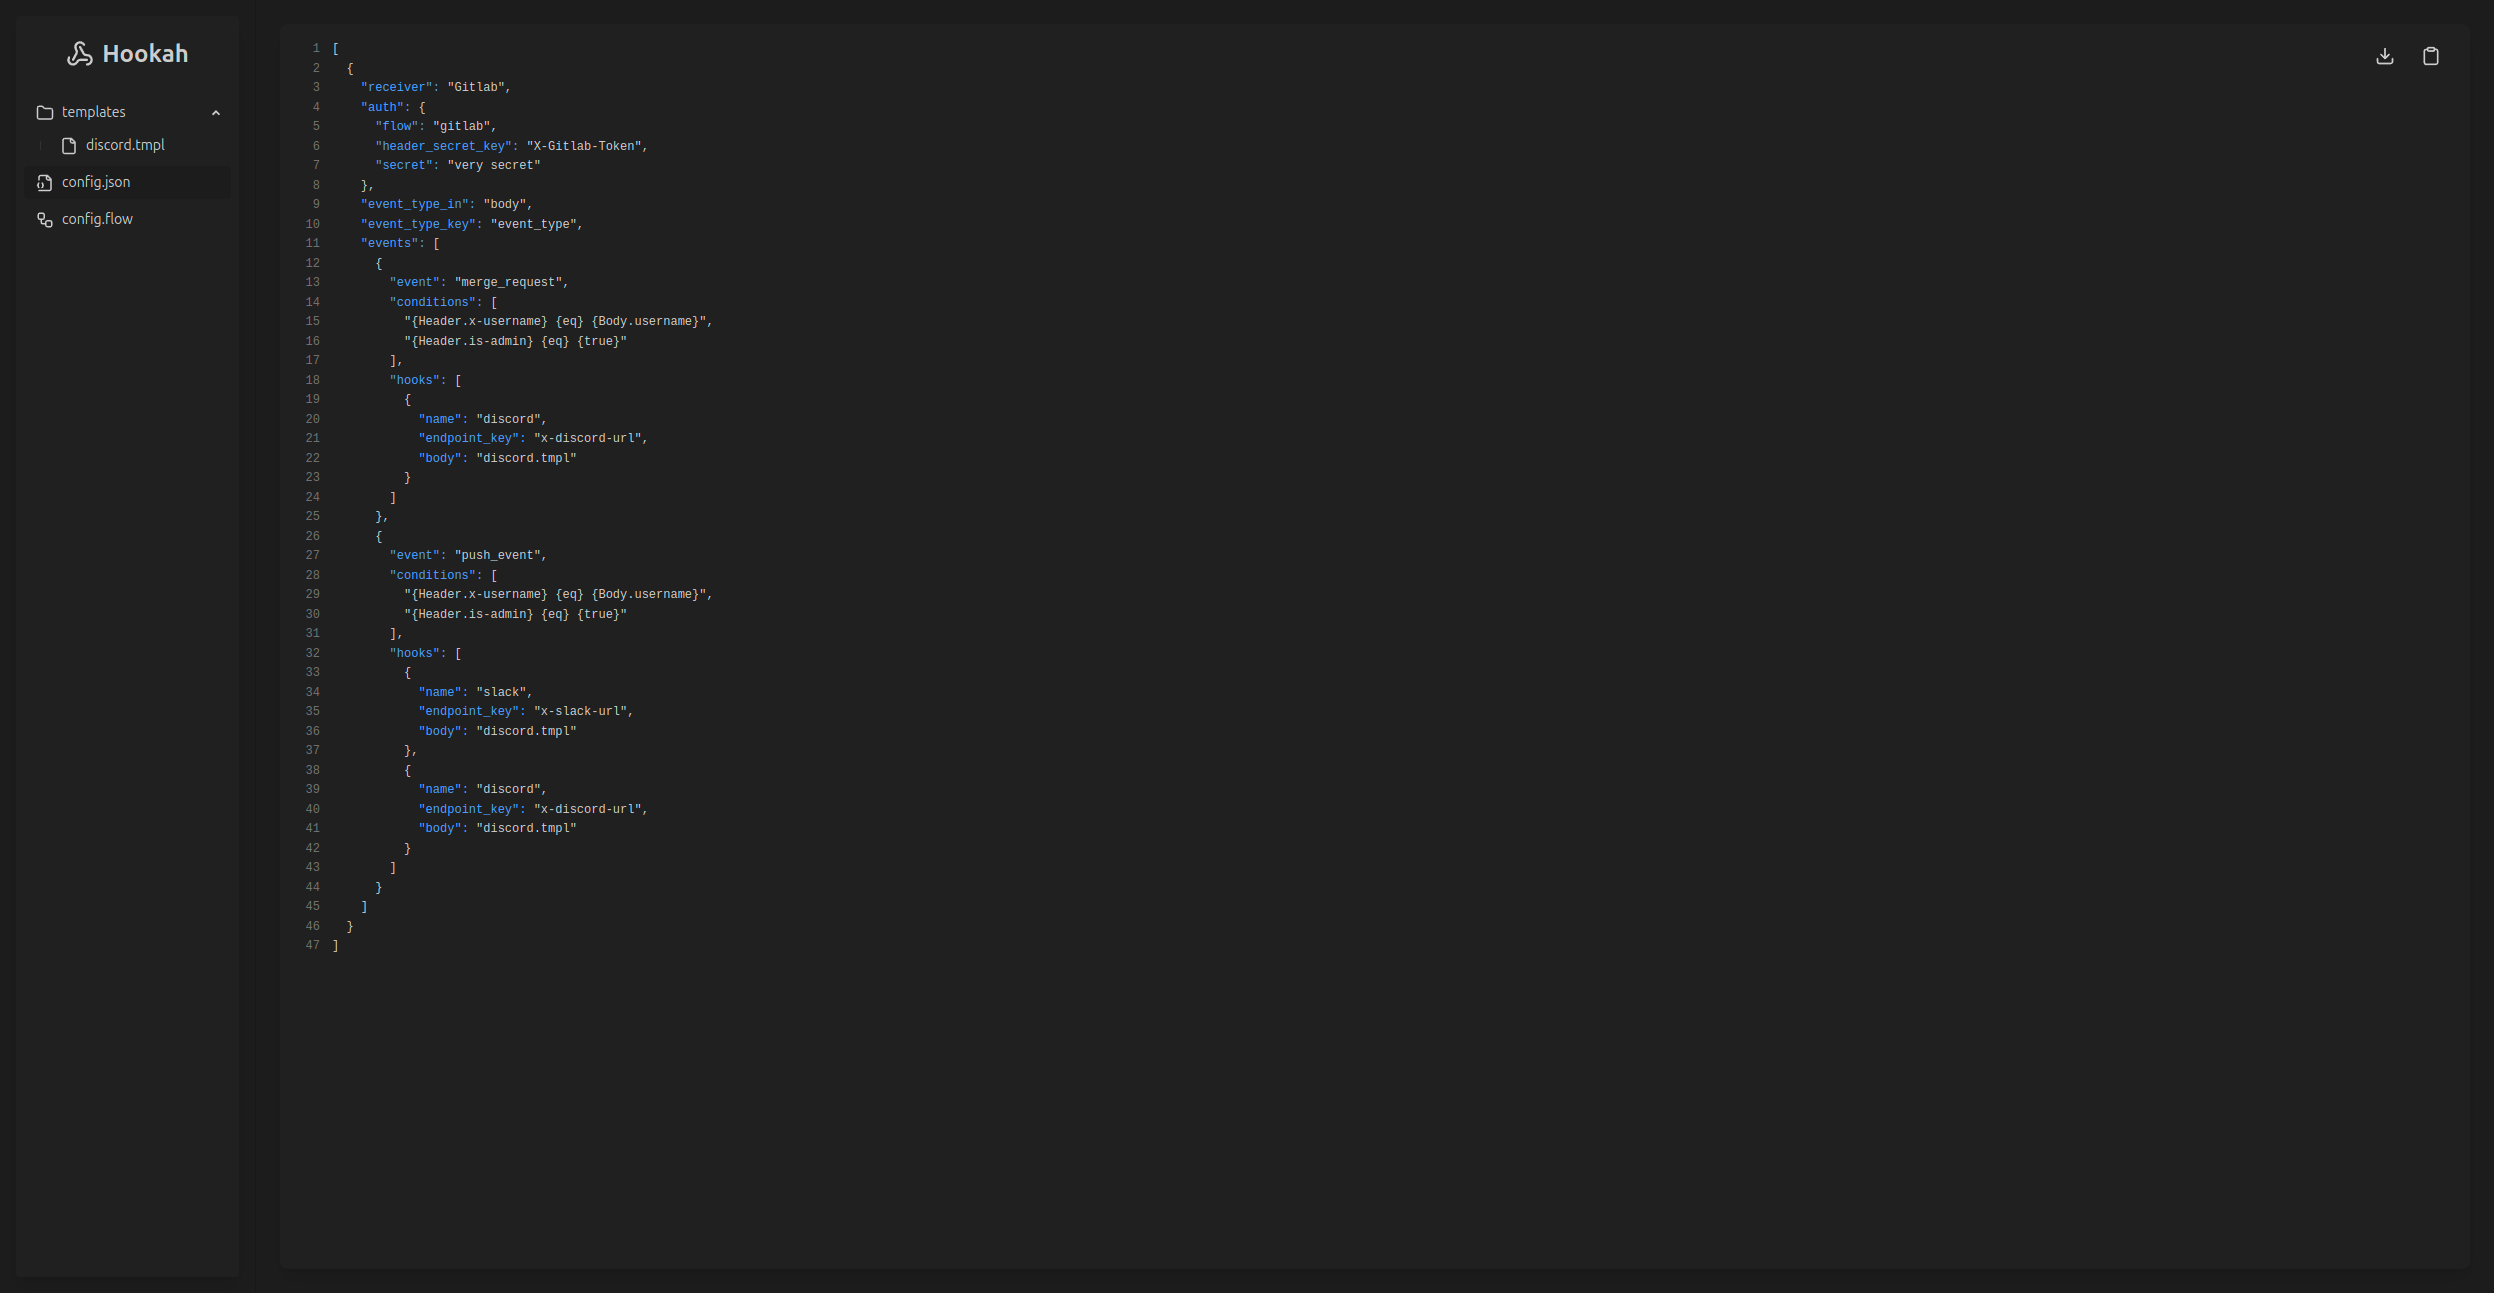 Hookah
templates
discord.tmpl
config.json
config.flow
1 [
2   {
3     "receiver": "Gitlab",
4     "auth": {
5       "flow": "gitlab",
6       "header_secret_key": "X-Gitlab-Token",
7       "secret": "very secret"
8     },
9     "event_type_in": "body",
10     "event_type_key": "event_type",
11     "events": [
12       {
13         "event": "merge_request",
14         "conditions": [
15           "{Header.x-username} {eq} {Body.username}",
16           "{Header.is-admin} {eq} {true}"
17         ],
18         "hooks": [
19           {
20             "name": "discord",
21             "endpoint_key": "x-discord-url",
22             "body": "discord.tmpl"
23           }
24         ]
25       },
26       {
27         "event": "push_event",
28         "conditions": [
29           "{Header.x-username} {eq} {Body.username}",
30           "{Header.is-admin} {eq} {true}"
31         ],
32         "hooks": [
33           {
34             "name": "slack",
35             "endpoint_key": "x-slack-url",
36             "body": "discord.tmpl"
37           },
38           {
39             "name": "discord",
40             "endpoint_key": "x-discord-url",
41             "body": "discord.tmpl"
42           }
43         ]
44       }
45     ]
46   }
47 ]